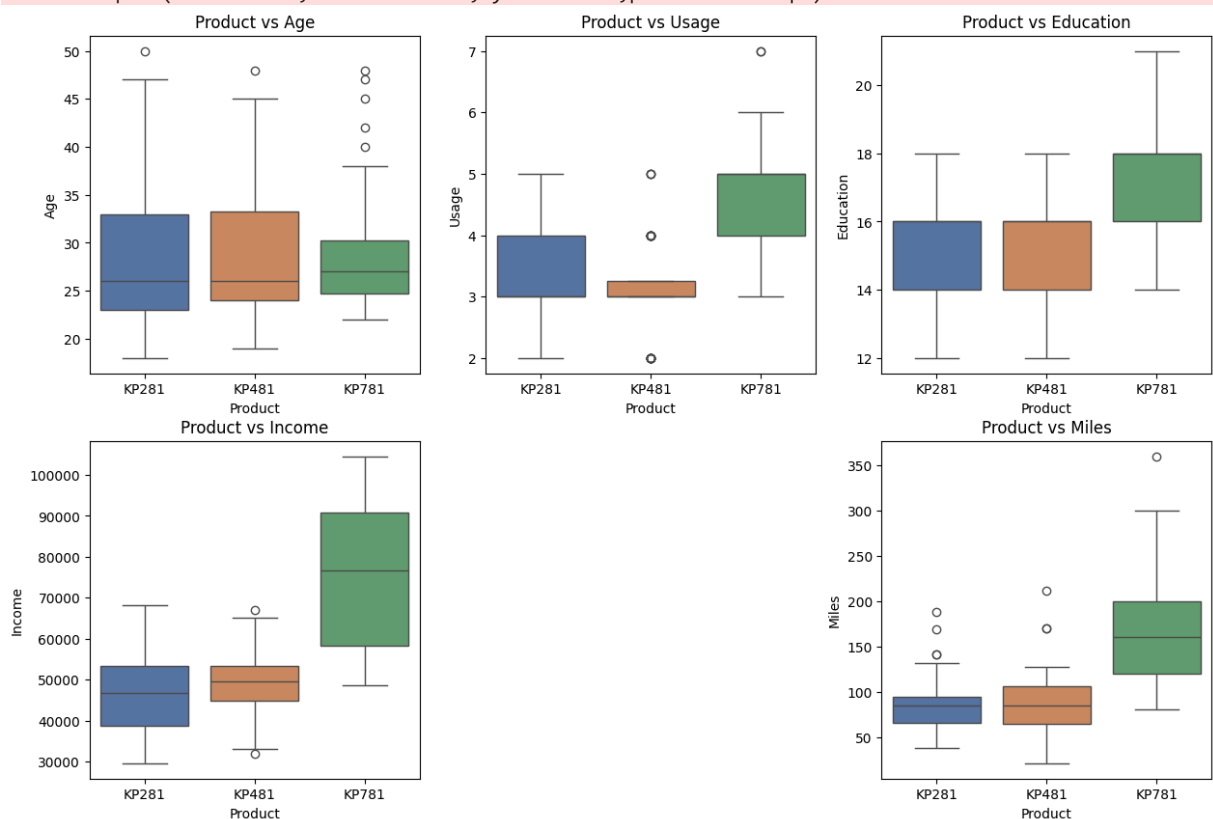 Product vs Age
50
45
40
35
30
25
20
Age
KP281 KP481 KP781
Product
Product vs Usage
7
6
5
4
3
2
Usage
KP281 KP481 KP781
Product
Product vs Education
20
18
16
14
12
Education
KP281 KP481 KP781
Product
Product vs Income
100000
90000
80000
70000
60000
50000
40000
30000
Income
KP281 KP481 KP781
Product
Product vs Miles
350
300
250
200
150
100
50
Miles
KP281 KP481 KP781
Product